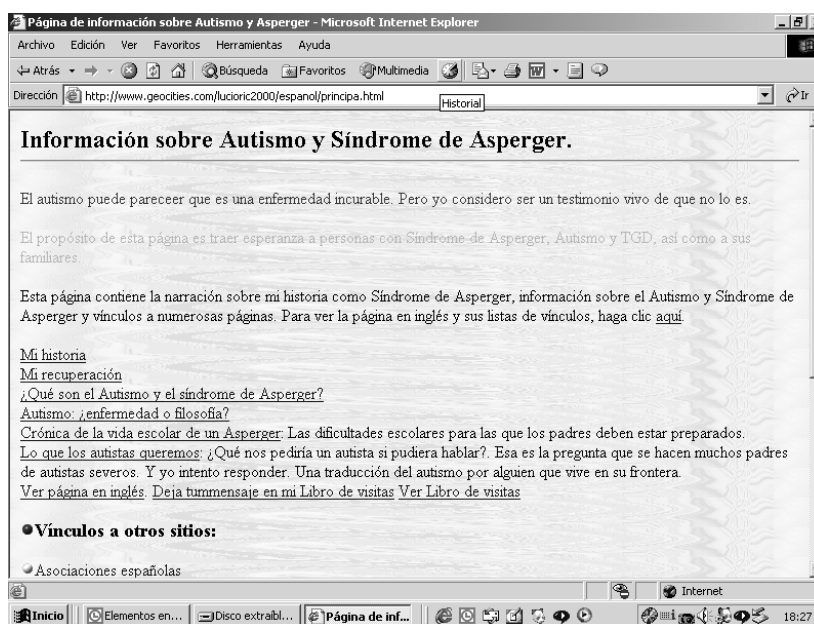 Página de información sobre Autismo y Asperger - Microsoft Internet Explorer
Archivo Edición Ver Favoritos Herramientas Ayuda
Atrás Búsqueda Favoritos Multimedia
Dirección http://www.geocities.com/lucioric2000/espanol/principa.html Ir
Historial
Información sobre Autismo y Síndrome de Asperger.
El autismo puede pareceer que es una enfermedad incurable. Pero yo considero ser un testimonio vivo de que no lo es.
El propósito de esta página es traer esperanza a personas con Síndrome de Asperger, Autismo y TGD, así como a sus
familiares.
Esta página contiene la narración sobre mi historia como Síndrome de Asperger, información sobre el Autismo y Síndrome de
Asperger y vínculos a numerosas páginas. Para ver la página en inglés y sus listas de vínculos, haga clic aquí.
Mi historia
Mi recuperación
¿Qué son el Autismo y el síndrome de Asperger?
Autismo: ¿enfermedad o filosofía?
Crónica de la vida escolar de un Asperger: Las dificultades escolares para las que los padres deben estar preparados.
Lo que los autistas queremos: ¿Qué nos pediría un autista si pudiera hablar?. Esa es la pregunta que se hacen muchos padres
de autistas severos. Y yo intento responder. Una traducción del autismo por alguien que vive en su frontera.
Ver página en inglés. Deja tummensaje en mi Libro de visitas Ver Libro de visitas
Vínculos a otros sitios:
Asociaciones españolas
Internet
Inicio Elementos en... Disco extraíbl... Página de inf... 18:27